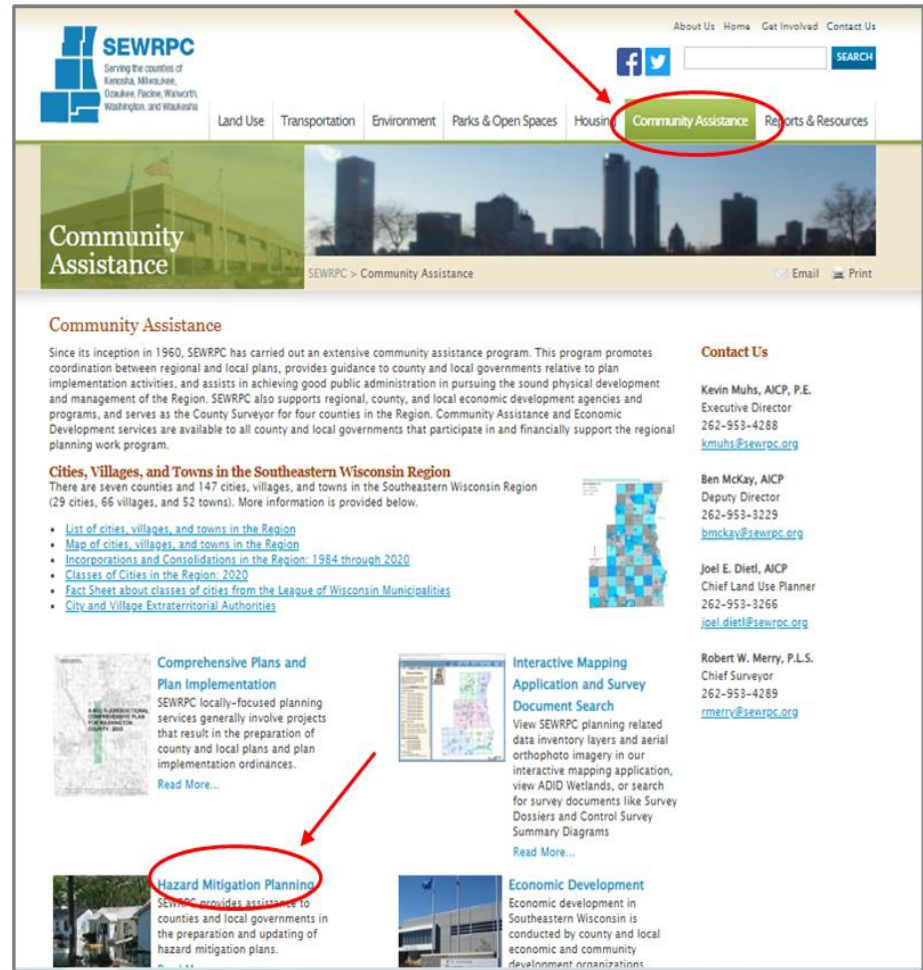 About Us Home Get Involved Contact Us
SEWRPC
Serving the counties of
Kenosha, Milwaukee,
Ozaukee, Racine, Walworth,
Washington, and Waukesha
SEARCH
Land Use Transportation Environment Parks & Open Spaces Housing Community Assistance Reports & Resources
Community
Assistance
SEWRPC > Community Assistance
Email Print
Community Assistance
Since its inception in 1960, SEWRPC has carried out an extensive community assistance program. This program promotes
coordination between regional and local plans, provides guidance to county and local governments relative to plan
implementation activities, and assists in achieving good public administration in pursuing the sound physical development
and management of the Region. SEWRPC also supports regional, county, and local economic development agencies and
programs, and serves as the County Surveyor for four counties in the Region. Community Assistance and Economic
Development services are available to all county and local governments that participate in and financially support the regional
planning work program.
Cities, Villages, and Towns in the Southeastern Wisconsin Region
There are seven counties and 147 cities, villages, and towns in the Southeastern Wisconsin Region
(29 cities, 66 villages, and 52 towns). More information is provided below.
List of cities, villages, and towns in the Region
Map of cities, villages, and towns in the Region
Incorporations and Consolidations in the Region: 1984 through 2020
Classes of Cities in the Region: 2020
Fact Sheet about classes of cities from the League of Wisconsin Municipalities
City and Village Extraterritorial Authorities
Contact Us
Kevin Muhs, AICP, P.E.
Executive Director
262-953-4288
kmuhs@sewrpc.org
Ben McKay, AICP
Deputy Director
262-953-3229
bmckay@sewrpc.org
Joel E. Dietl, AICP
Chief Land Use Planner
262-953-3266
joel.dietl@sewrpc.org
Robert W. Merry, P.L.S.
Chief Surveyor
262-953-4289
rmerry@sewrpc.org
A MULTI-JURISDICTIONAL
COMPREHENSIVE PLAN
FOR WASHINGTON
COUNTY: 2035
Comprehensive Plans and
Plan Implementation
SEWRPC locally-focused planning
services generally involve projects
that result in the preparation of
county and local plans and plan
implementation ordinances.
Read More...
Interactive Mapping
Application and Survey
Document Search
View SEWRPC planning related
data inventory layers and aerial
orthophoto imagery in our
interactive mapping application,
view ADID Wetlands, or search
for survey documents like Survey
Dossiers and Control Survey
Summary Diagrams
Read More...
Hazard Mitigation Planning
SEWRPC provides assistance to
counties and local governments in
the preparation and updating of
hazard mitigation plans.
Economic Development
Economic development in
Southeastern Wisconsin is
conducted by county and local
economic and community
development organizations